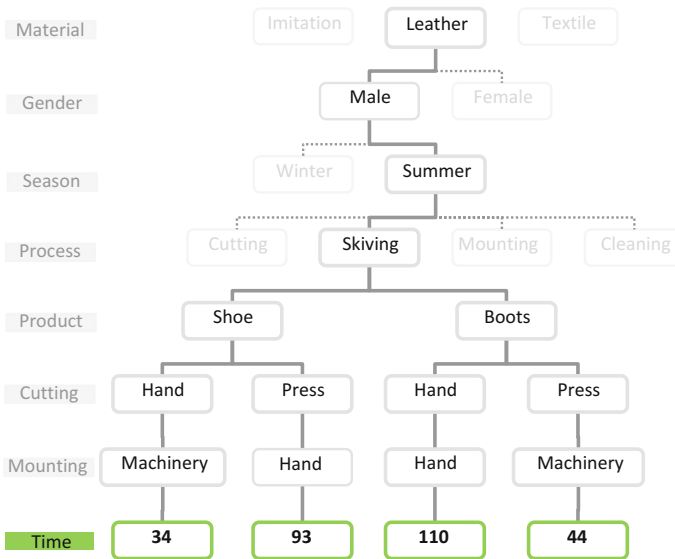 Material Imitation Leather Textile
Gender Male Female
Season Winter Summer
Process Cutting Skiving Mounting Cleaning
Product Shoe Boots
Cutting Hand Press Hand Press
Mounting Machinery Hand Hand Machinery
Time 34 93 110 44